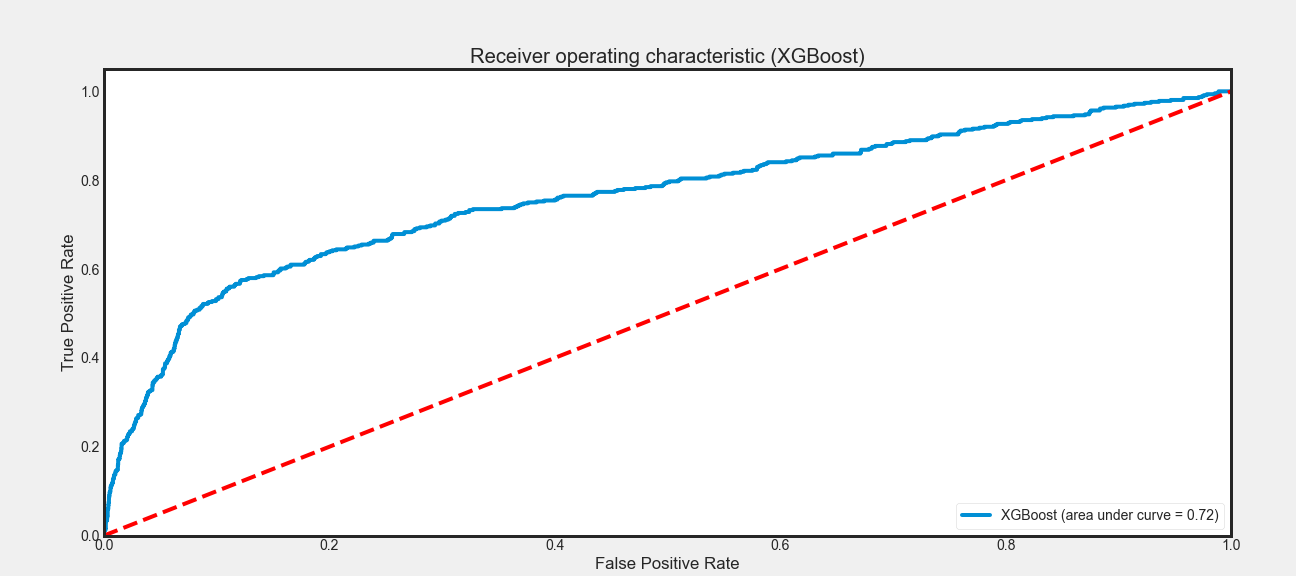 Receiver operating characteristic (XGBoost)
1.0
0.8
0.6
0.4
0.2
0.0
True Positive Rate
XGBoost (area under curve = 0.72)
0.0 0.2 0.4 0.6 0.8 1.0
False Positive Rate